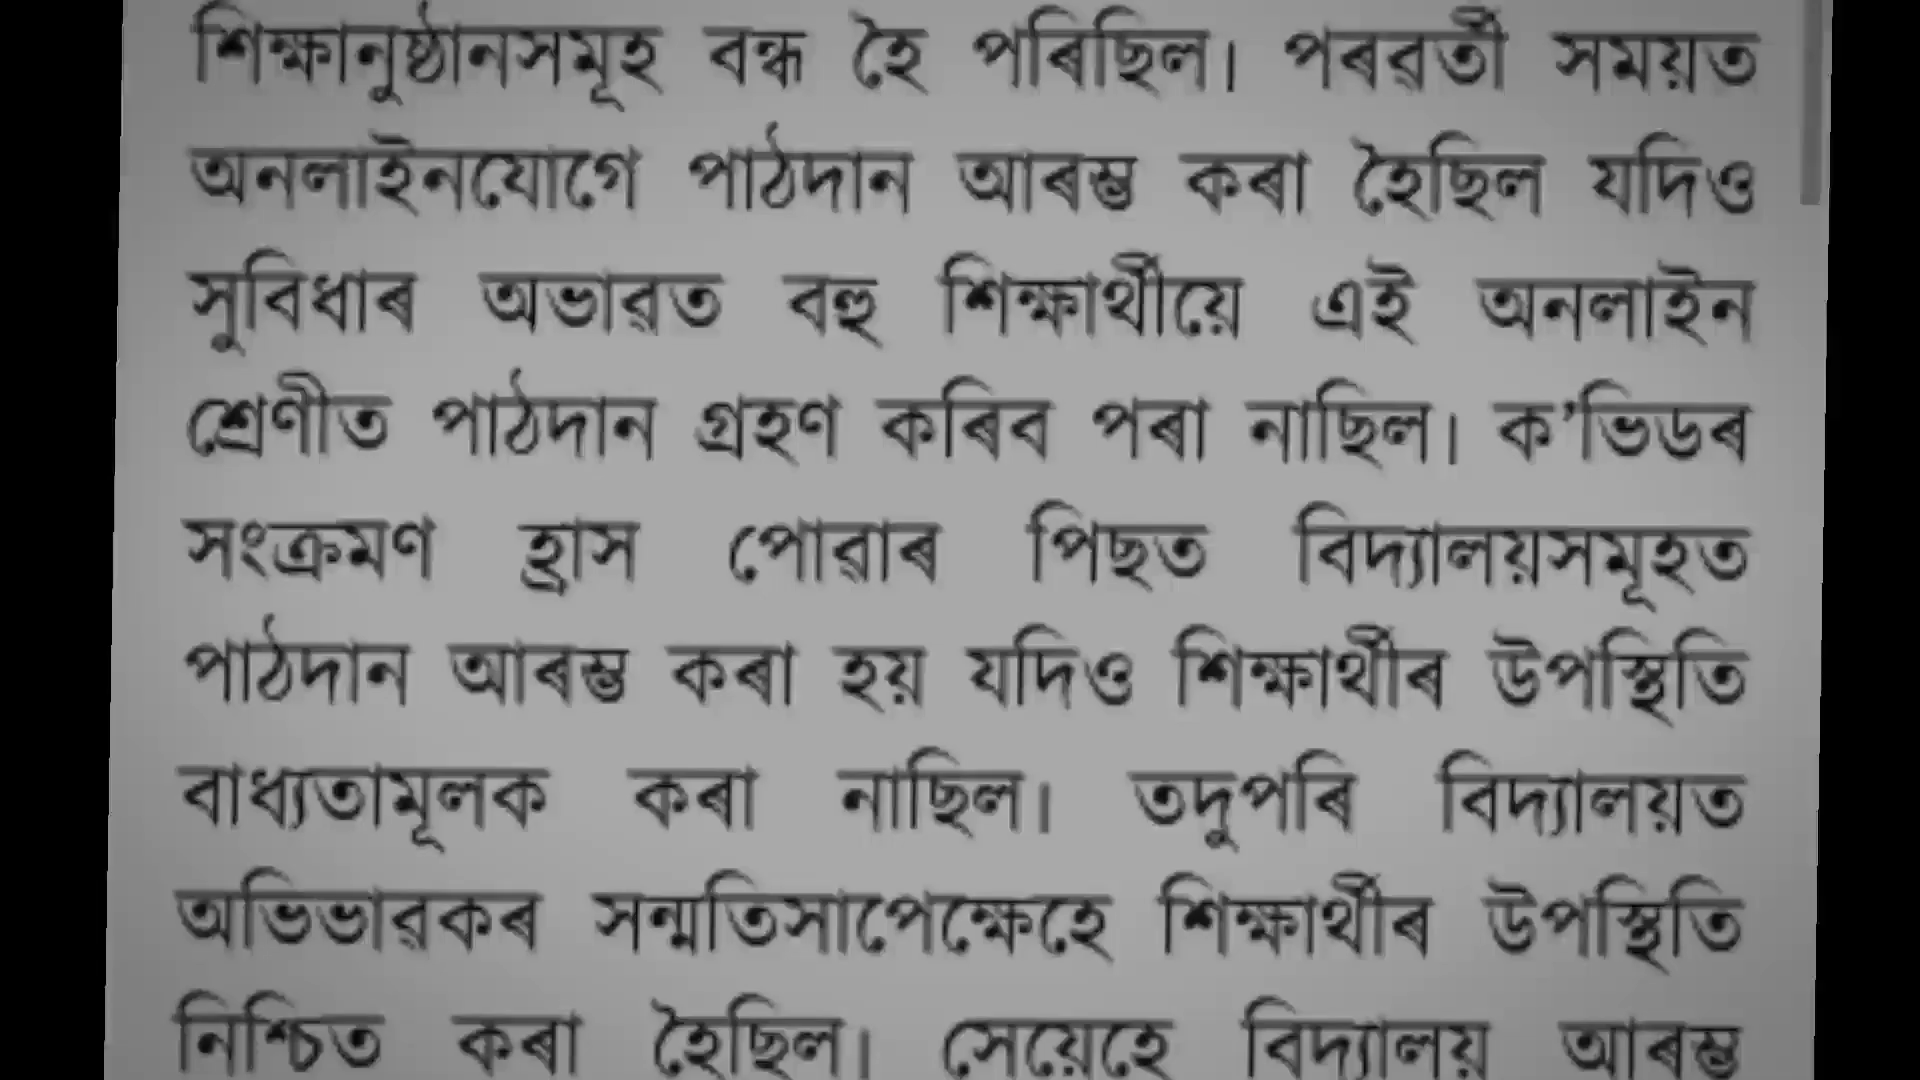 শিক্ষানুষ্ঠানসমূহ বন্ধ হৈ পৰিছিল। পৰৱৰ্তী সময়ত
অনলাইনযোগে পাঠদান আৰম্ভ কৰা হৈছিল যদিও
সুবিধাৰ অভাৱত বহু শিক্ষাৰ্থীয়ে এই অনলাইন
শ্ৰেণীত পাঠদান গ্ৰহণ কৰিব পৰা নাছিল। ক’ভিডৰ
সংক্ৰমণ হ্ৰাস পোৱাৰ পিছত বিদ্যালয়সমূহত
পাঠদান আৰম্ভ কৰা হয় যদিও শিক্ষাৰ্থীৰ উপস্থিতি
বাধ্যতামূলক কৰা নাছিল। তদুপৰি বিদ্যালয়ত
অভিভাৱকৰ সন্মতিসাপেক্ষেহে শিক্ষাৰ্থীৰ উপস্থিতি
নিশ্চিত কৰা হৈছিল। সেয়েহে বিদ্যালয় আৰম্ভ